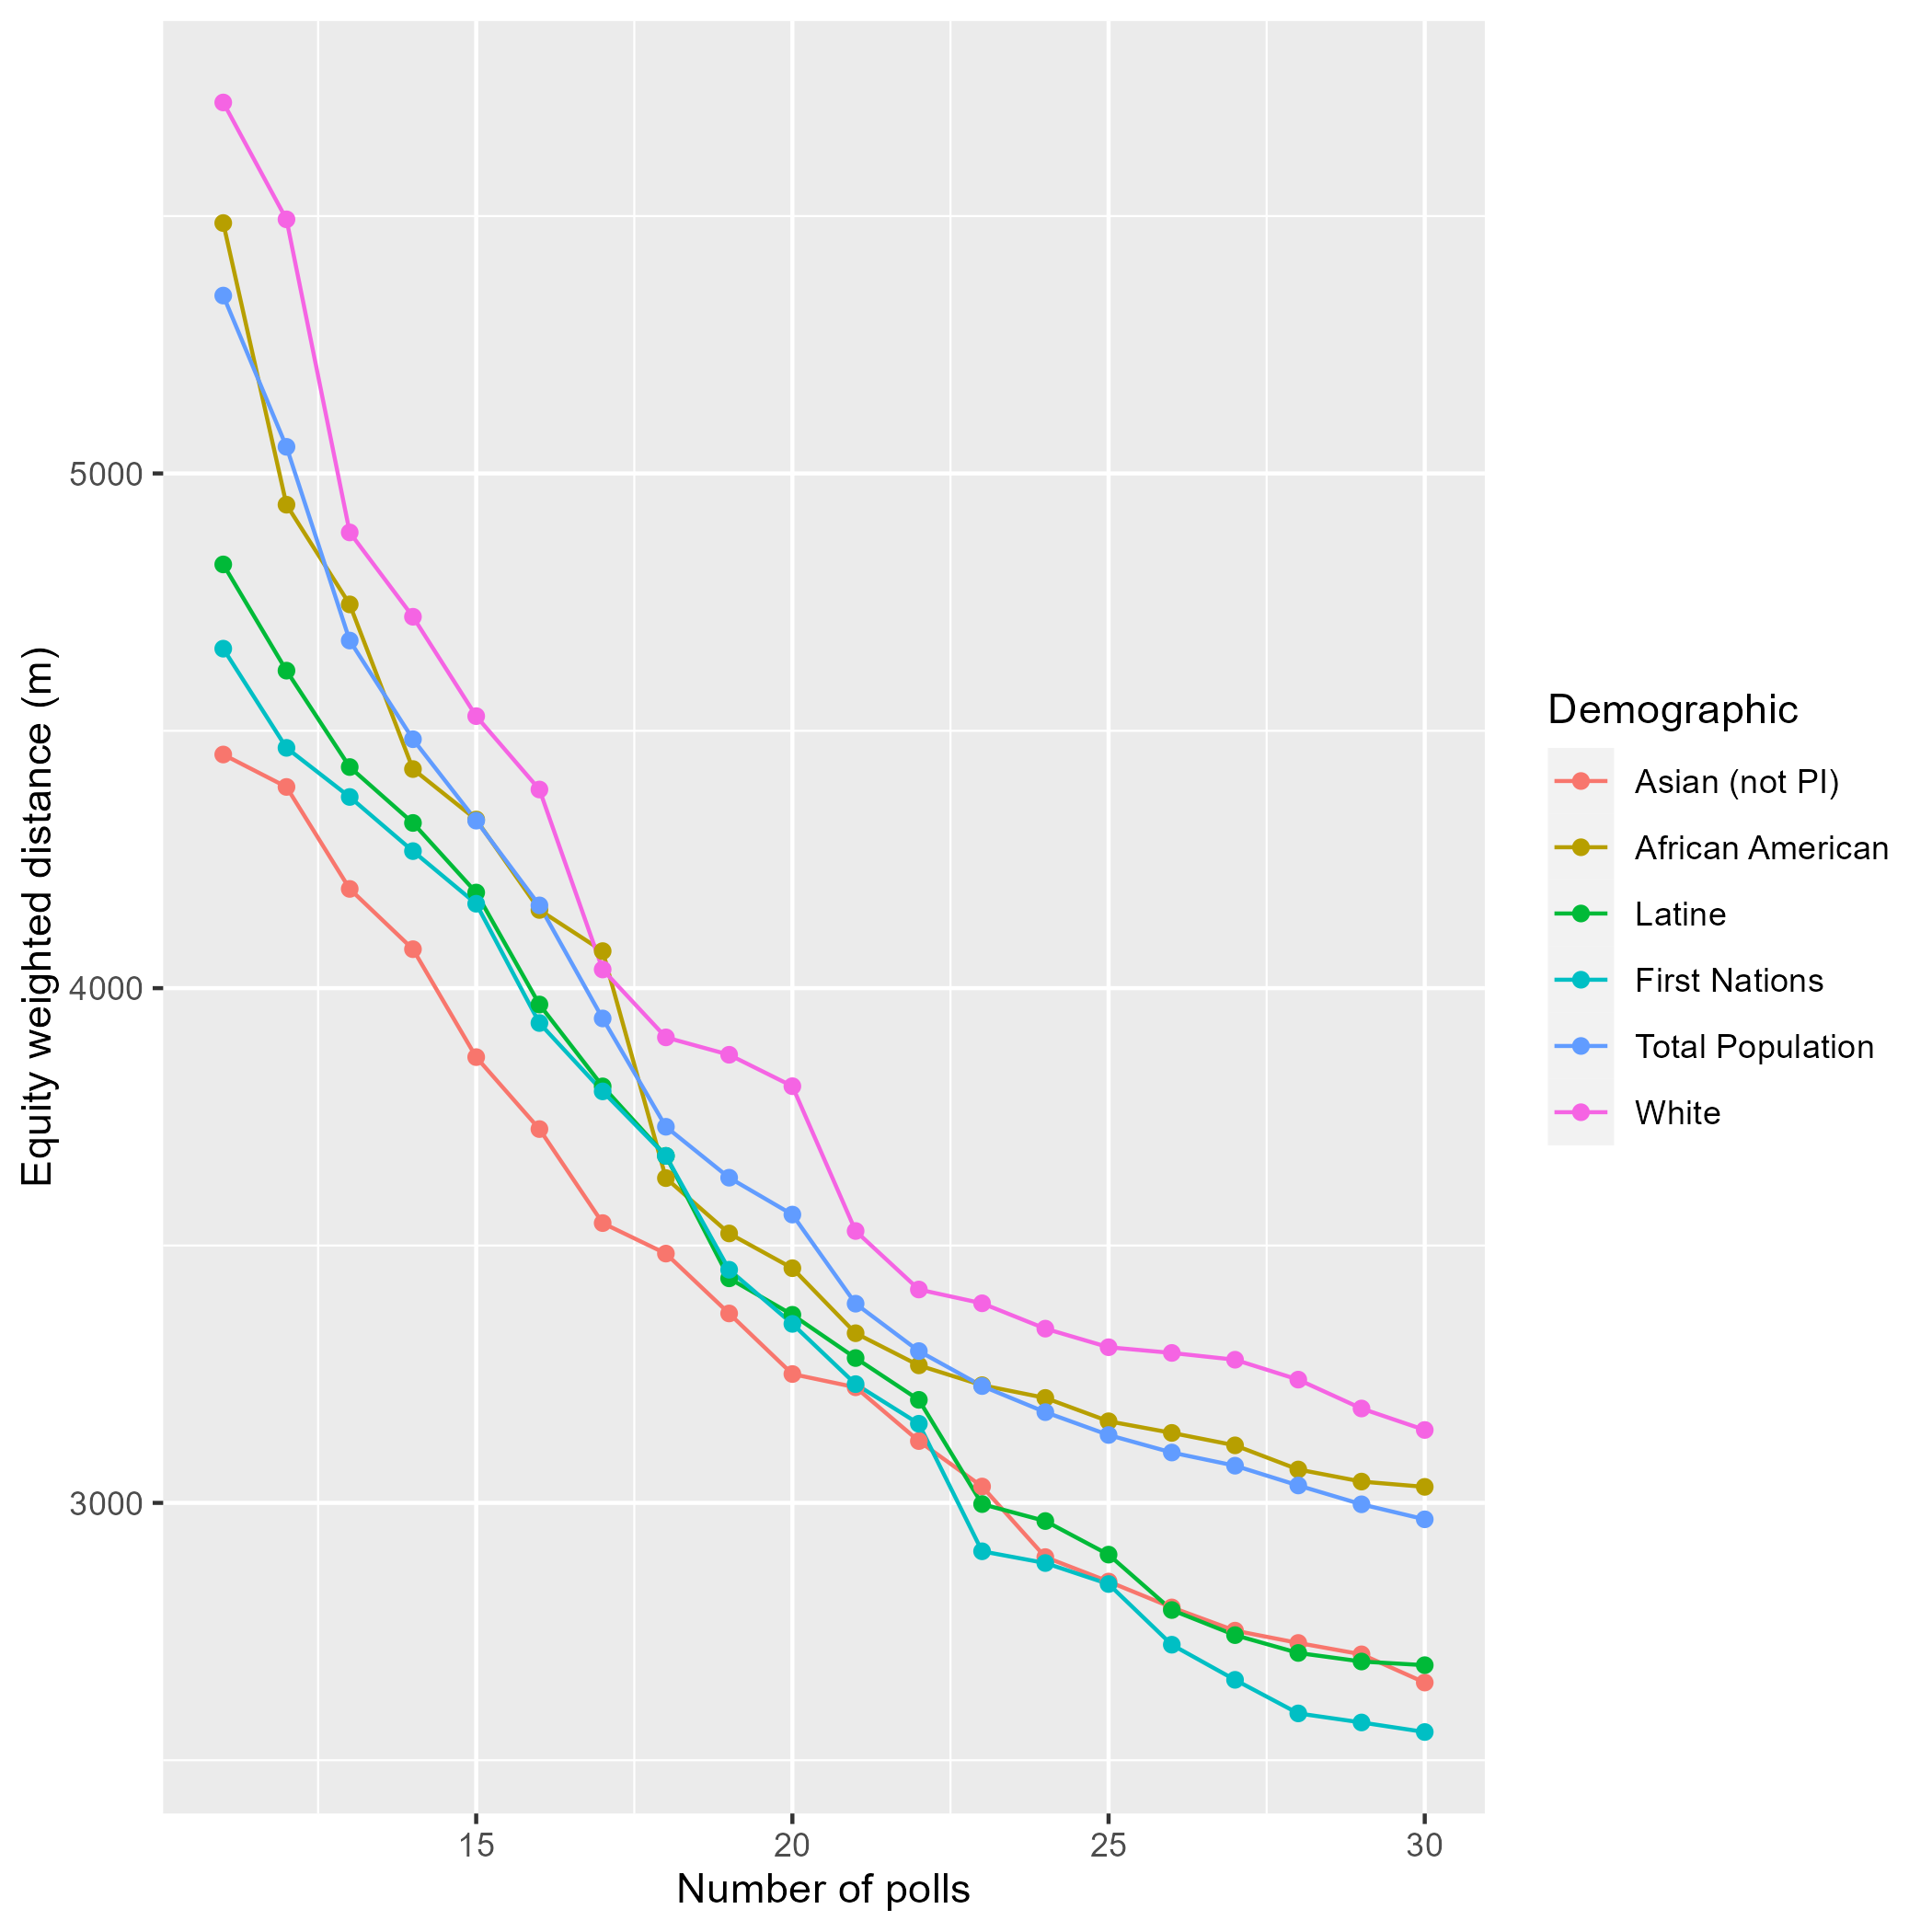 Equity weighted distance (m)
5000
4000
3000
15 20 25 30
Number of polls
Demographic
Asian (not PI)
African American
Latine
First Nations
Total Population
White